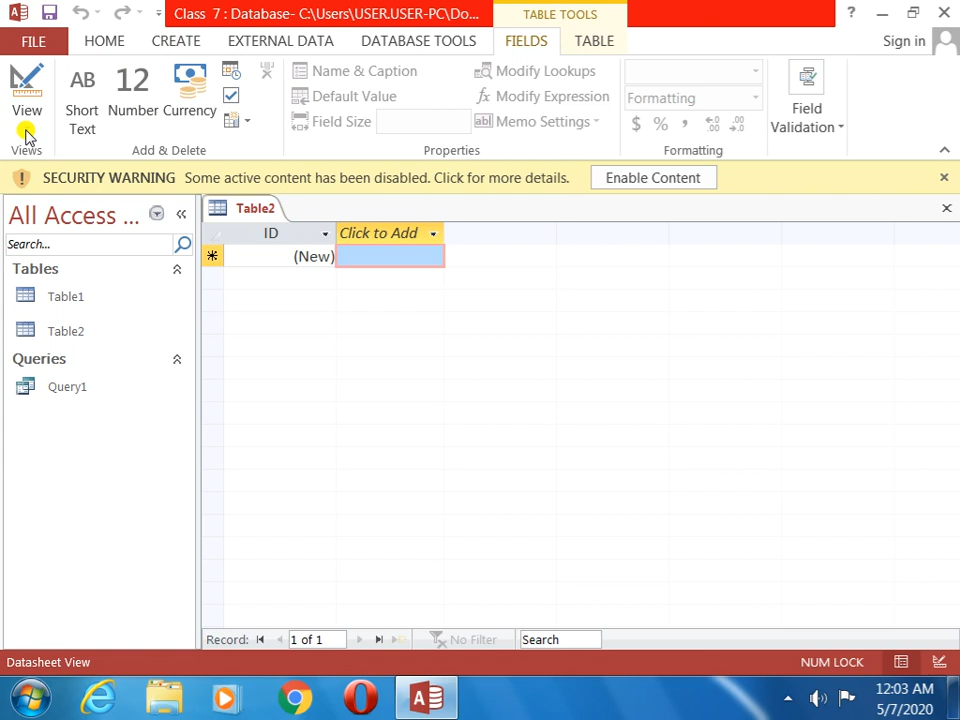 Class 7 : Database- C:\Users\USER.USER-PC\Do...
TABLE TOOLS
?
FILE
HOME
CREATE
EXTERNAL DATA
DATABASE TOOLS
FIELDS
TABLE
Sign in
View
Views
AB
Short
Text
12
Number
Currency
Add & Delete
Name & Caption
Default Value
Field Size
Modify Lookups
fx Modify Expression
ab Memo Settings
Properties
Formatting
$ % , .00 .0
Formatting
Field
Validation
SECURITY WARNING Some active content has been disabled. Click for more details.
Enable Content
All Access ...
Search...
Tables
Table1
Table2
Queries
Query1
Table2
ID
Click to Add
(New)
Record:
1 of 1
No Filter
Search
Datasheet View
NUM LOCK
12:03 AM
5/7/2020